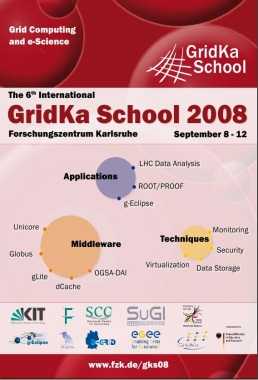 Grid Computing
and e-Science
GridKa
School
The 6th International
GridKa School 2008
Forschungszentrum Karlsruhe September 8 - 12
LHC Data Analysis
Applications
ROOT/PROOF
g-Eclipse
Unicore
Monitoring
Middleware
Techniques
Globus
Security
gLite
OGSA-DAI
Virtualization
Data Storage
dCache
KIT
SCC
SuGI
eGee
D-GRID
g-Eclipse
www.fzk.de/gks08